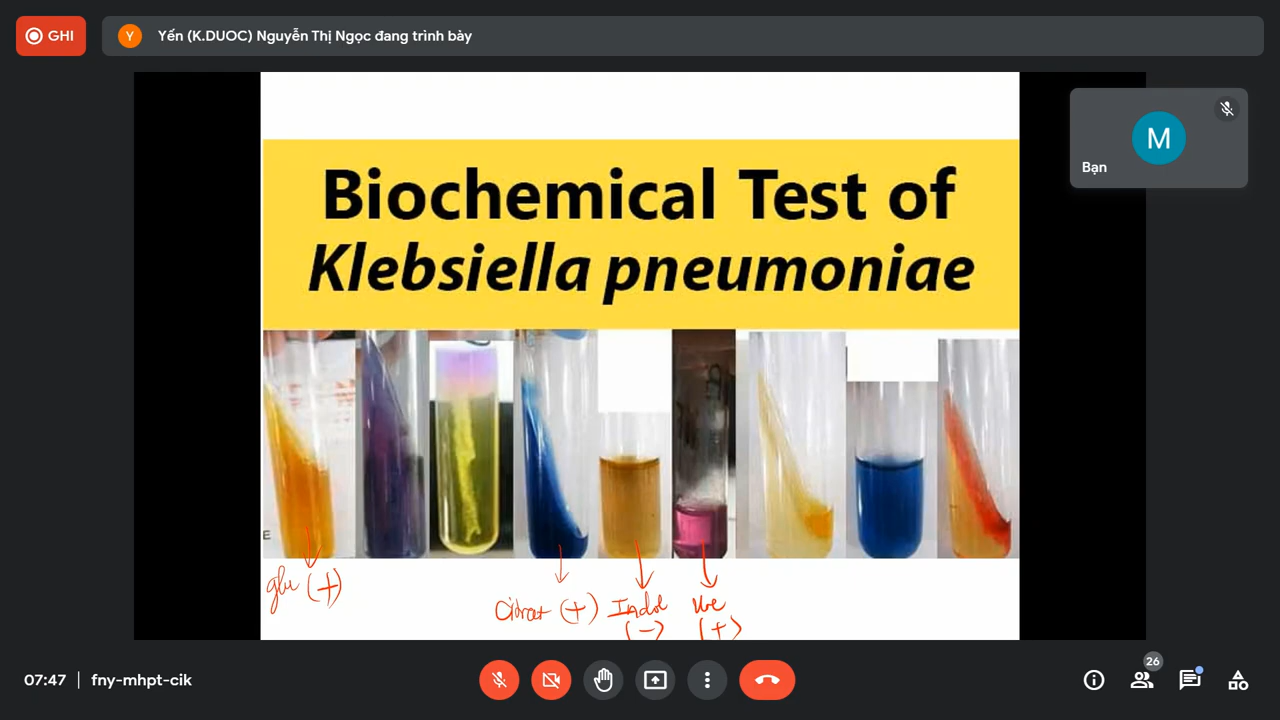 GHI
Y
Yến (K.DUOC) Nguyễn Thị Ngọc đang trình bày
M
Bạn
Biochemical Test of
Klebsiella pneumoniae
E
glu (+)
Citrat (+)
Indol
(-)
Ure
(+)
26
07:47
fny-mhpt-cik